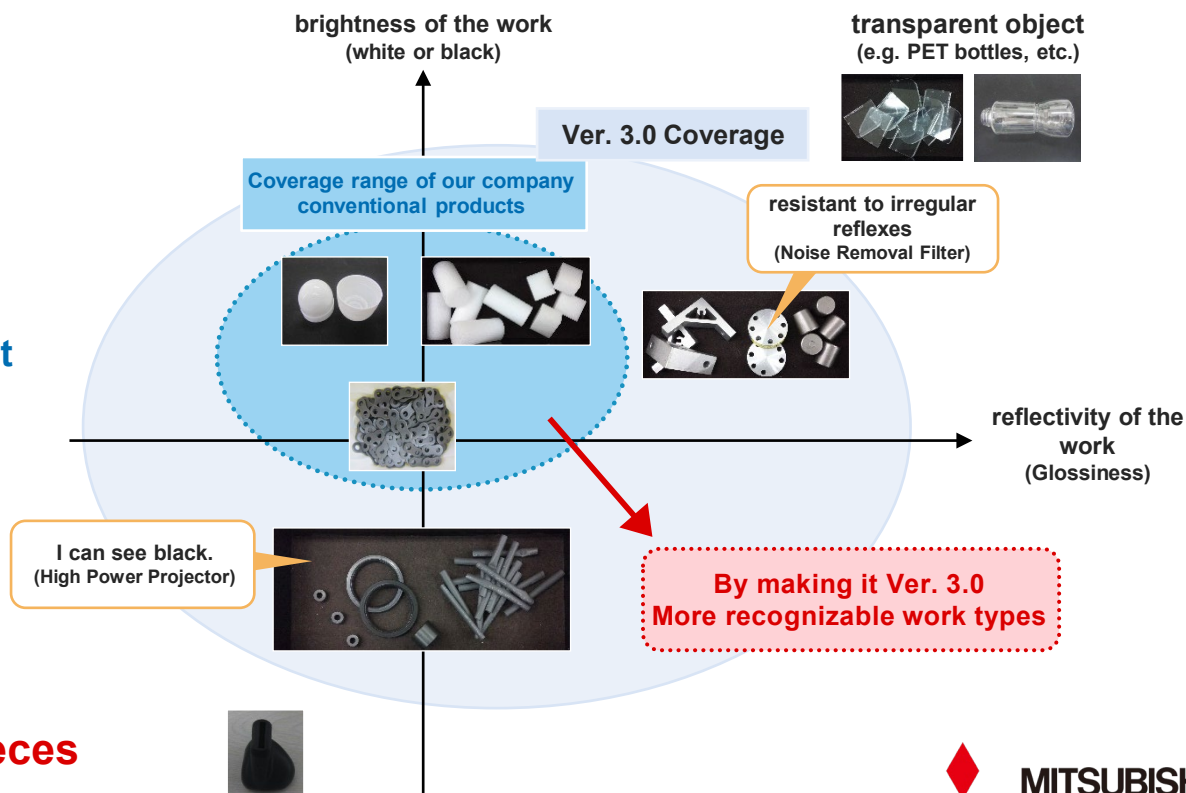 brightness of the work
(white or black)
transparent object
(e.g. PET bottles, etc.)
Ver. 3.0 Coverage
Coverage range of our company
conventional products
resistant to irregular
reflexes
(Noise Removal Filter)
t
reflectivity of the
work
(Glossiness)
I can see black.
(High Power Projector)
By making it Ver. 3.0
More recognizable work types
eces
MITSUBISH